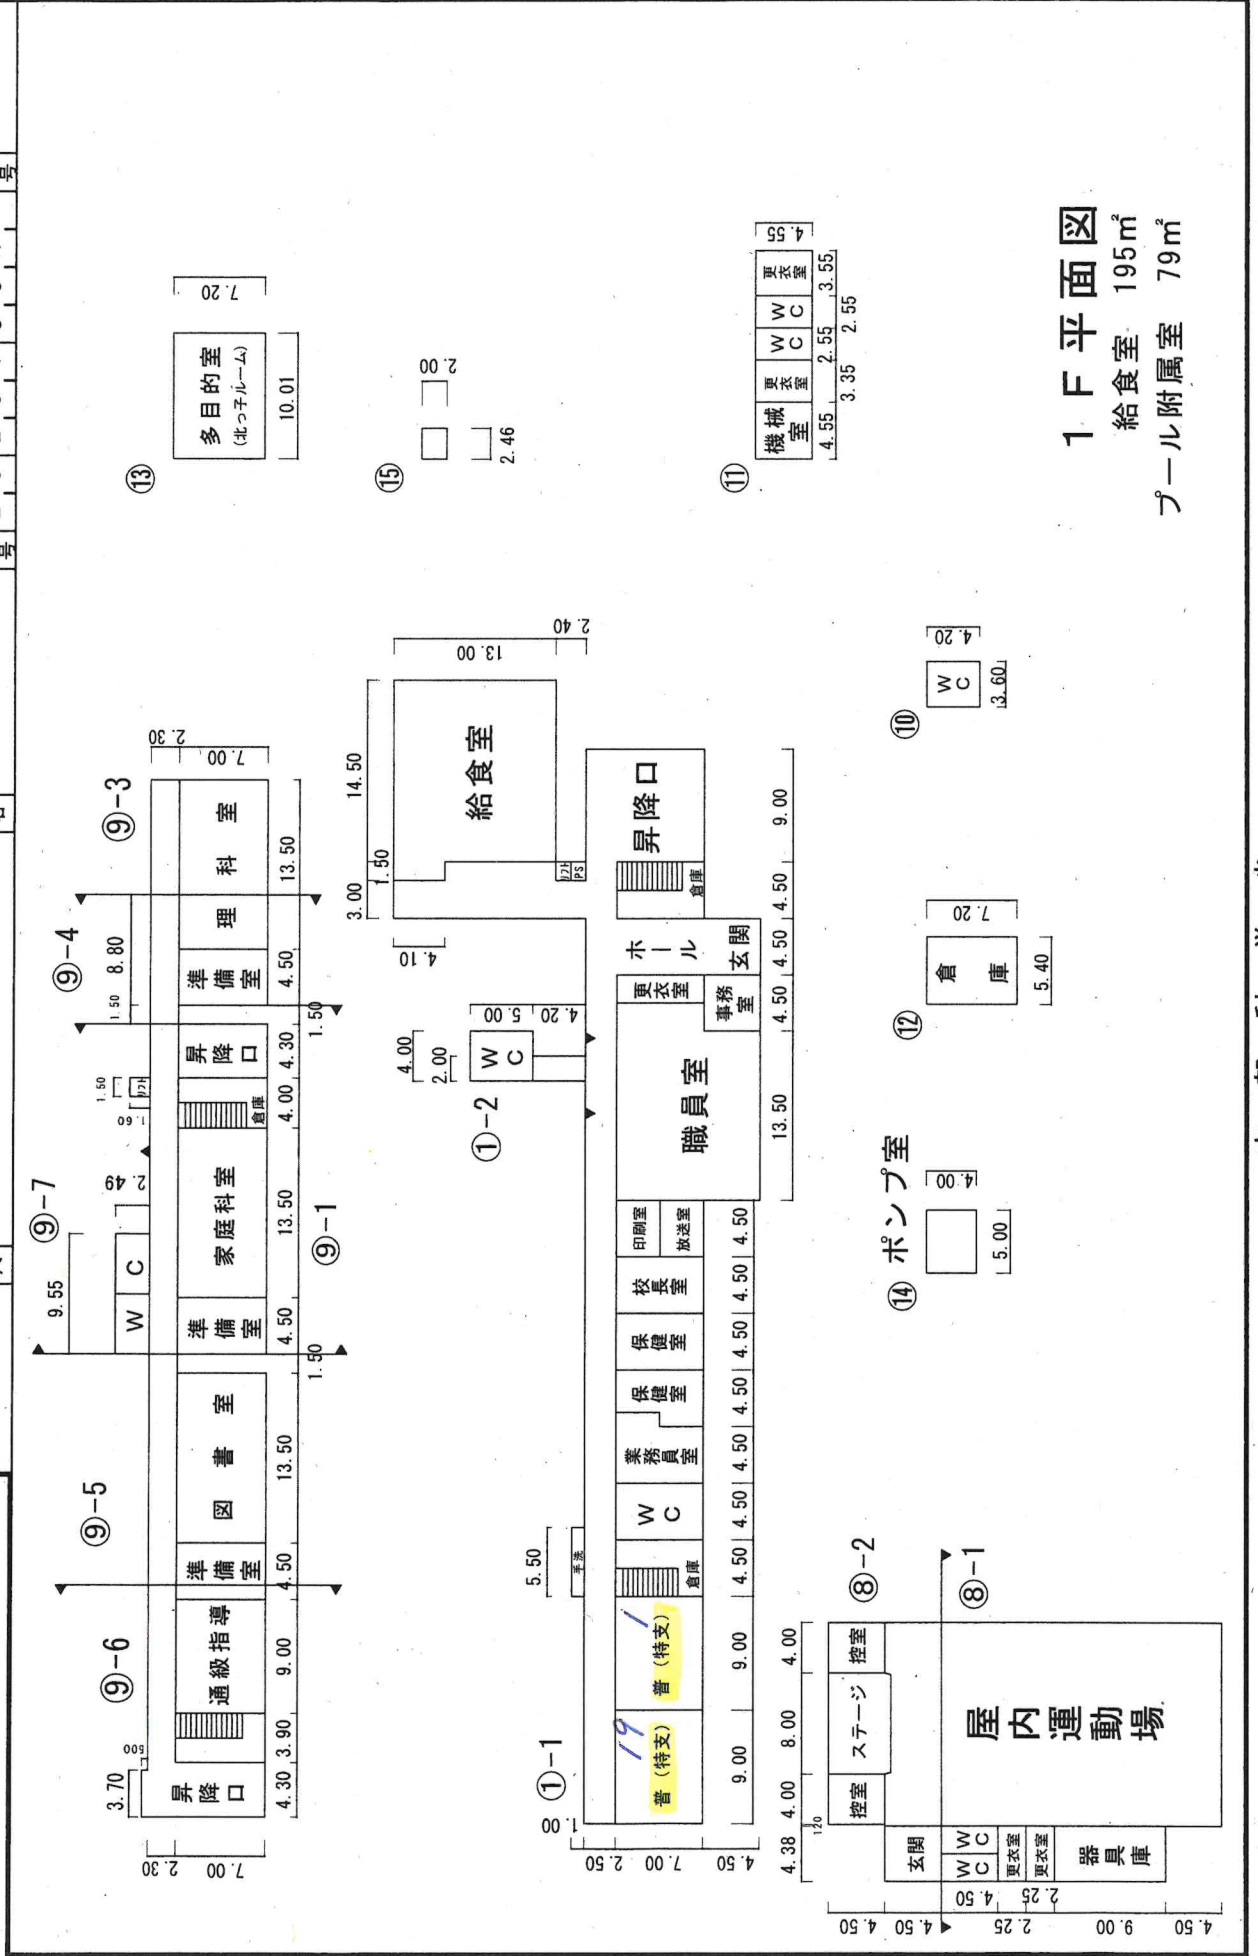 1F平面図
給食室 195㎡
プール附属室 79㎡
⑨-6
⑨-5
⑨-7
⑨-4
⑨-3
3.70
500
9.55
2.49
1.60
1.50
リフト
1.50
8.80
2.30
7.00
2.30
7.00
昇降口
通級指導
準備室
図書室
準備室
家庭科室
倉庫
昇降口
準備室
理科室
WC
4.30
3.90
9.00
4.50
13.50
1.50
4.50
13.50
4.00
4.30
1.50
4.50
13.50
⑨-1
⑬
多目的室
(北っ子ルーム)
7.20
10.01
⑮
2.00
2.46
⑪
機械室
更衣室
WC
WC
更衣室
4.55
4.55
3.35
2.55
2.55
3.55
①-1
①-2
1.00
2.50
7.00
4.50
5.50
手洗
4.00
2.00
WC
5.00
4.20
3.00
1.50
14.50
4.10
13.00
2.40
給食室
リフト
PS
普(特支)
19
普(特支)
1
倉庫
WC
業務員室
保健室
保健室
校長室
印刷室
放送室
職員室
更衣室
事務室
ホール
玄関
倉庫
昇降口
9.00
9.00
4.50
4.50
4.50
4.50
4.50
4.50
4.50
13.50
4.50
4.50
4.50
9.00
⑧-2
⑧-1
4.38
120
4.00
8.00
4.00
控室
ステージ
控室
玄関
WC
WC
更衣室
更衣室
器具庫
屋内運動場
4.50
4.50
4.50
2.25
2.25
9.00
4.50
⑭
ポンプ室
4.00
5.00
⑫
倉庫
7.20
5.40
⑩
WC
4.20
3.60
号
号